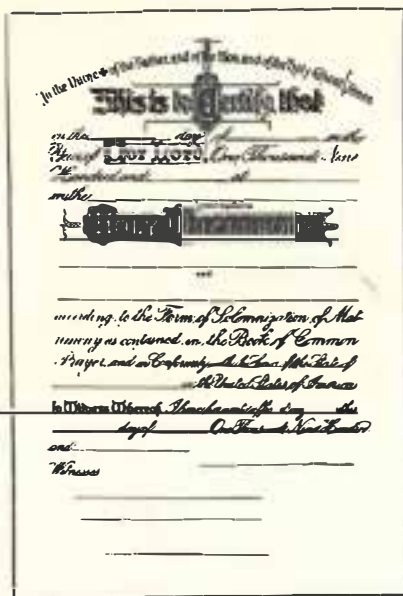 In the Name of the Father, and of the Son, and of the Holy Ghost, Amen
This is to Certify that
on the day of in the
Year of Our Lord, One Thousand Nine
Hundred and at
in the
Holy Matrimony
and
according to the Form of Solemnization of Mat
rimony as contained in the Book of Common
Prayer, and in Conformity with the Laws of the State of
in the United States of America
In Witness Whereof, I have hereunto affixed my this
day of One Thousand Nine Hundred
and
Witnesses